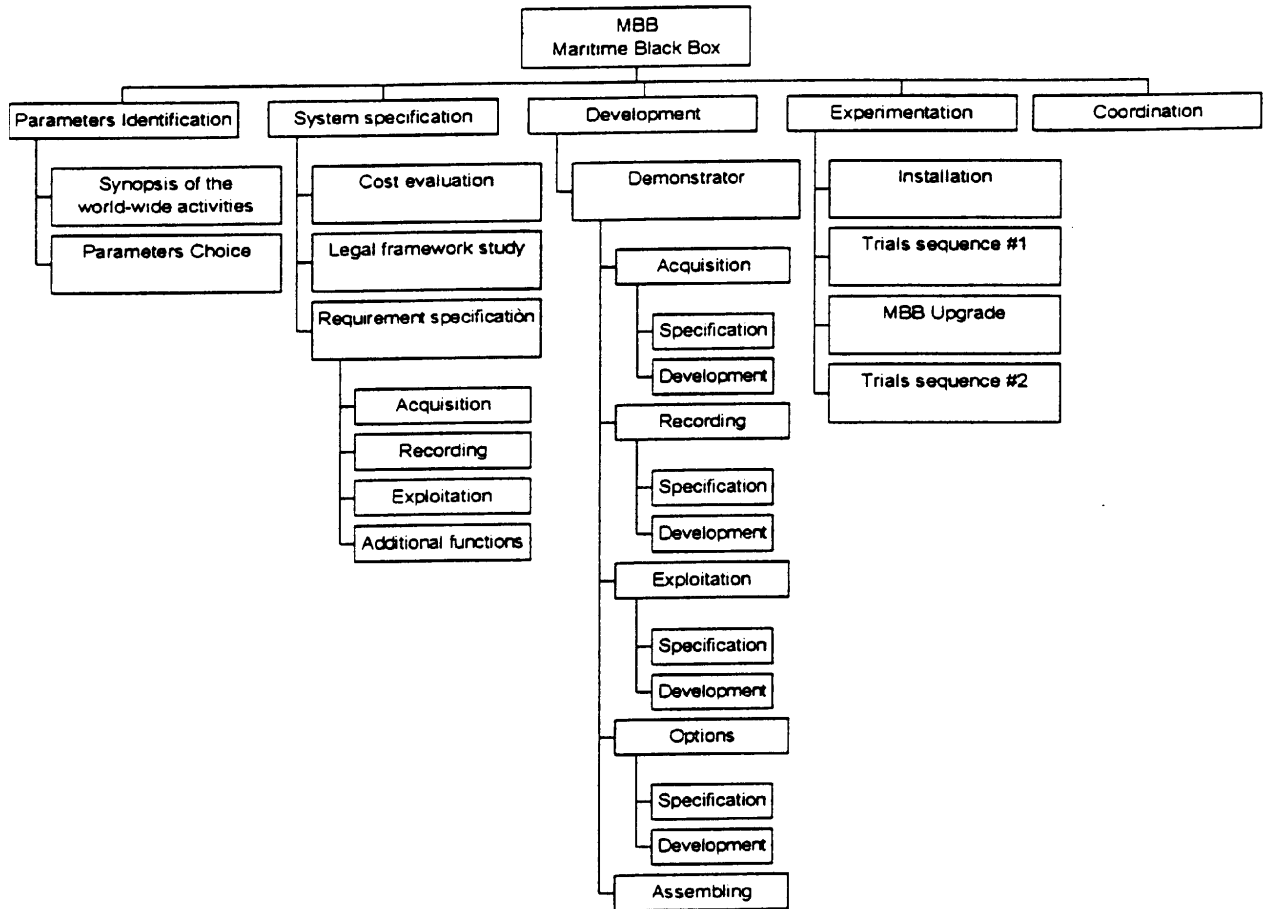 MBB
Maritime Black Box
Parameters Identification
System specification
Development
Experimentation
Coordination
Synopsis of the
world-wide activities
Parameters Choice
Cost evaluation
Legal framework study
Requirement specification
Acquisition
Recording
Exploitation
Additional functions
Demonstrator
Acquisition
Specification
Development
Recording
Specification
Development
Exploitation
Specification
Development
Options
Specification
Development
Assembling
Installation
Trials sequence #1
MBB Upgrade
Trials sequence #2